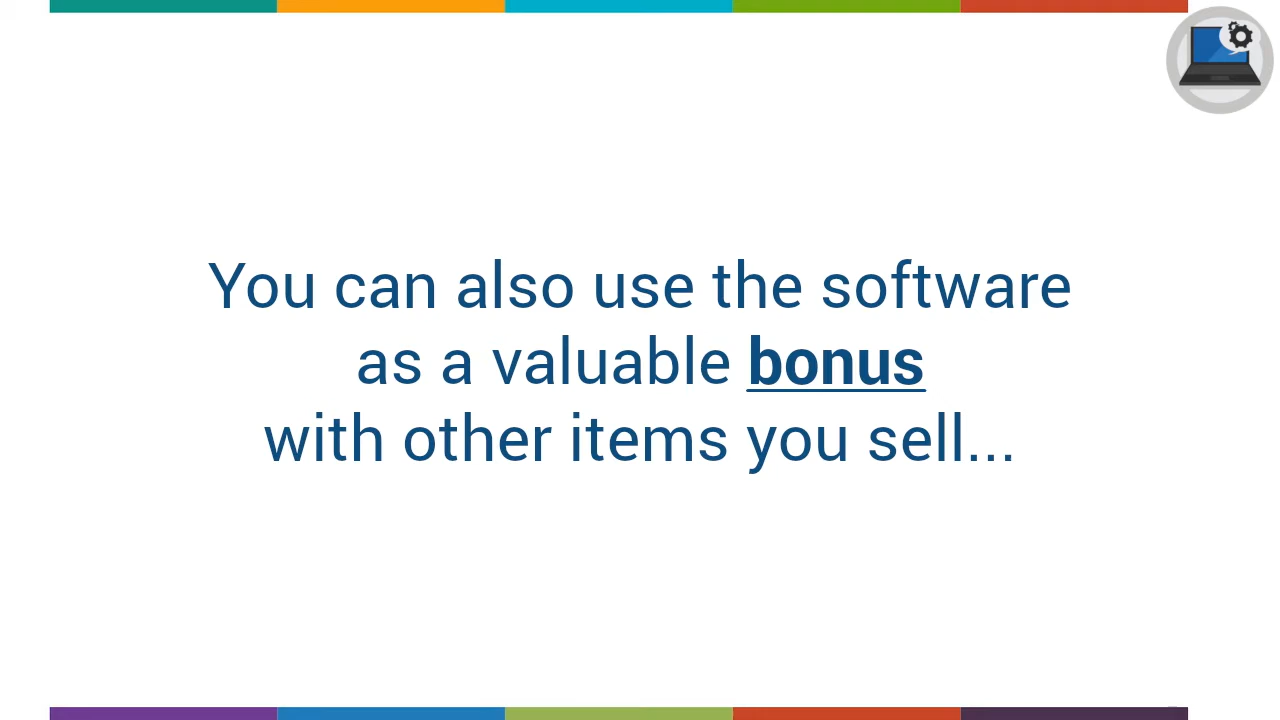 You can also use the software
as a valuable bonus
with other items you sell...